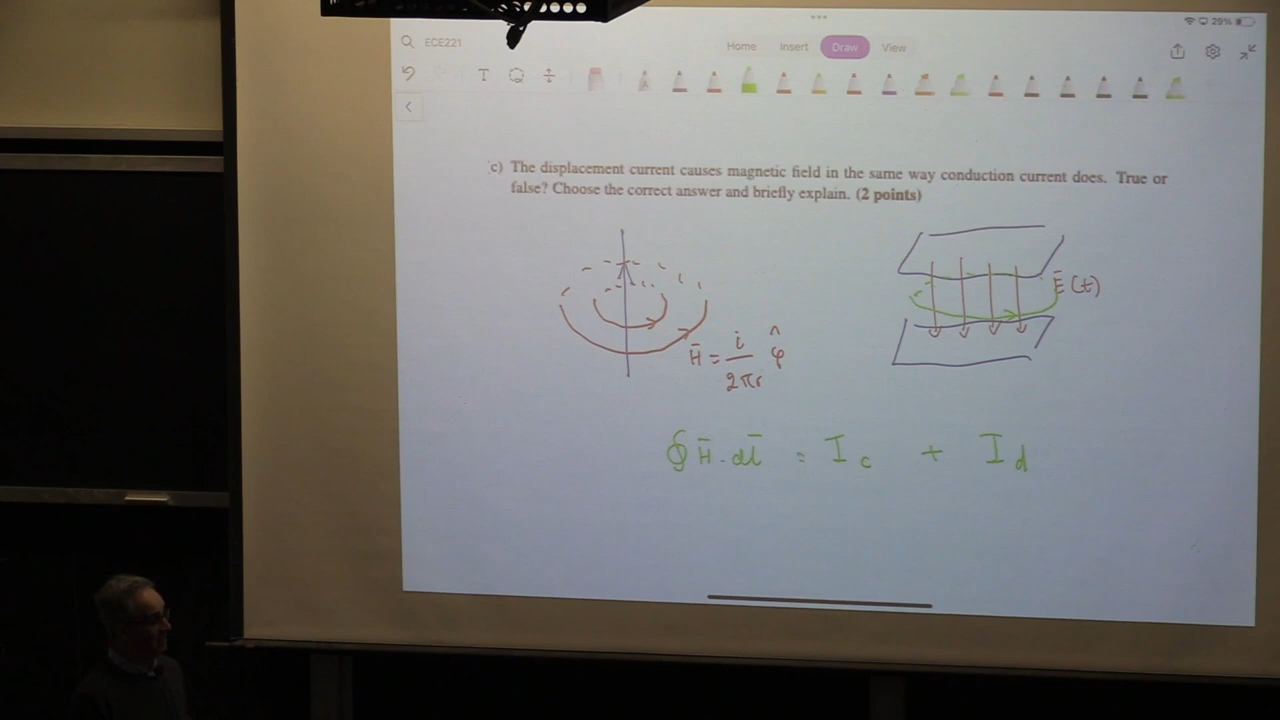 29%
ECE221
Home Insert Draw View
T
c) The displacement current causes magnetic field in the same way conduction current does. True or
false? Choose the correct answer and briefly explain. (2 points)
Ē(t)
H̄ = i/2πr φ̂
∮ H̄ · dl̄ = I_c + I_d